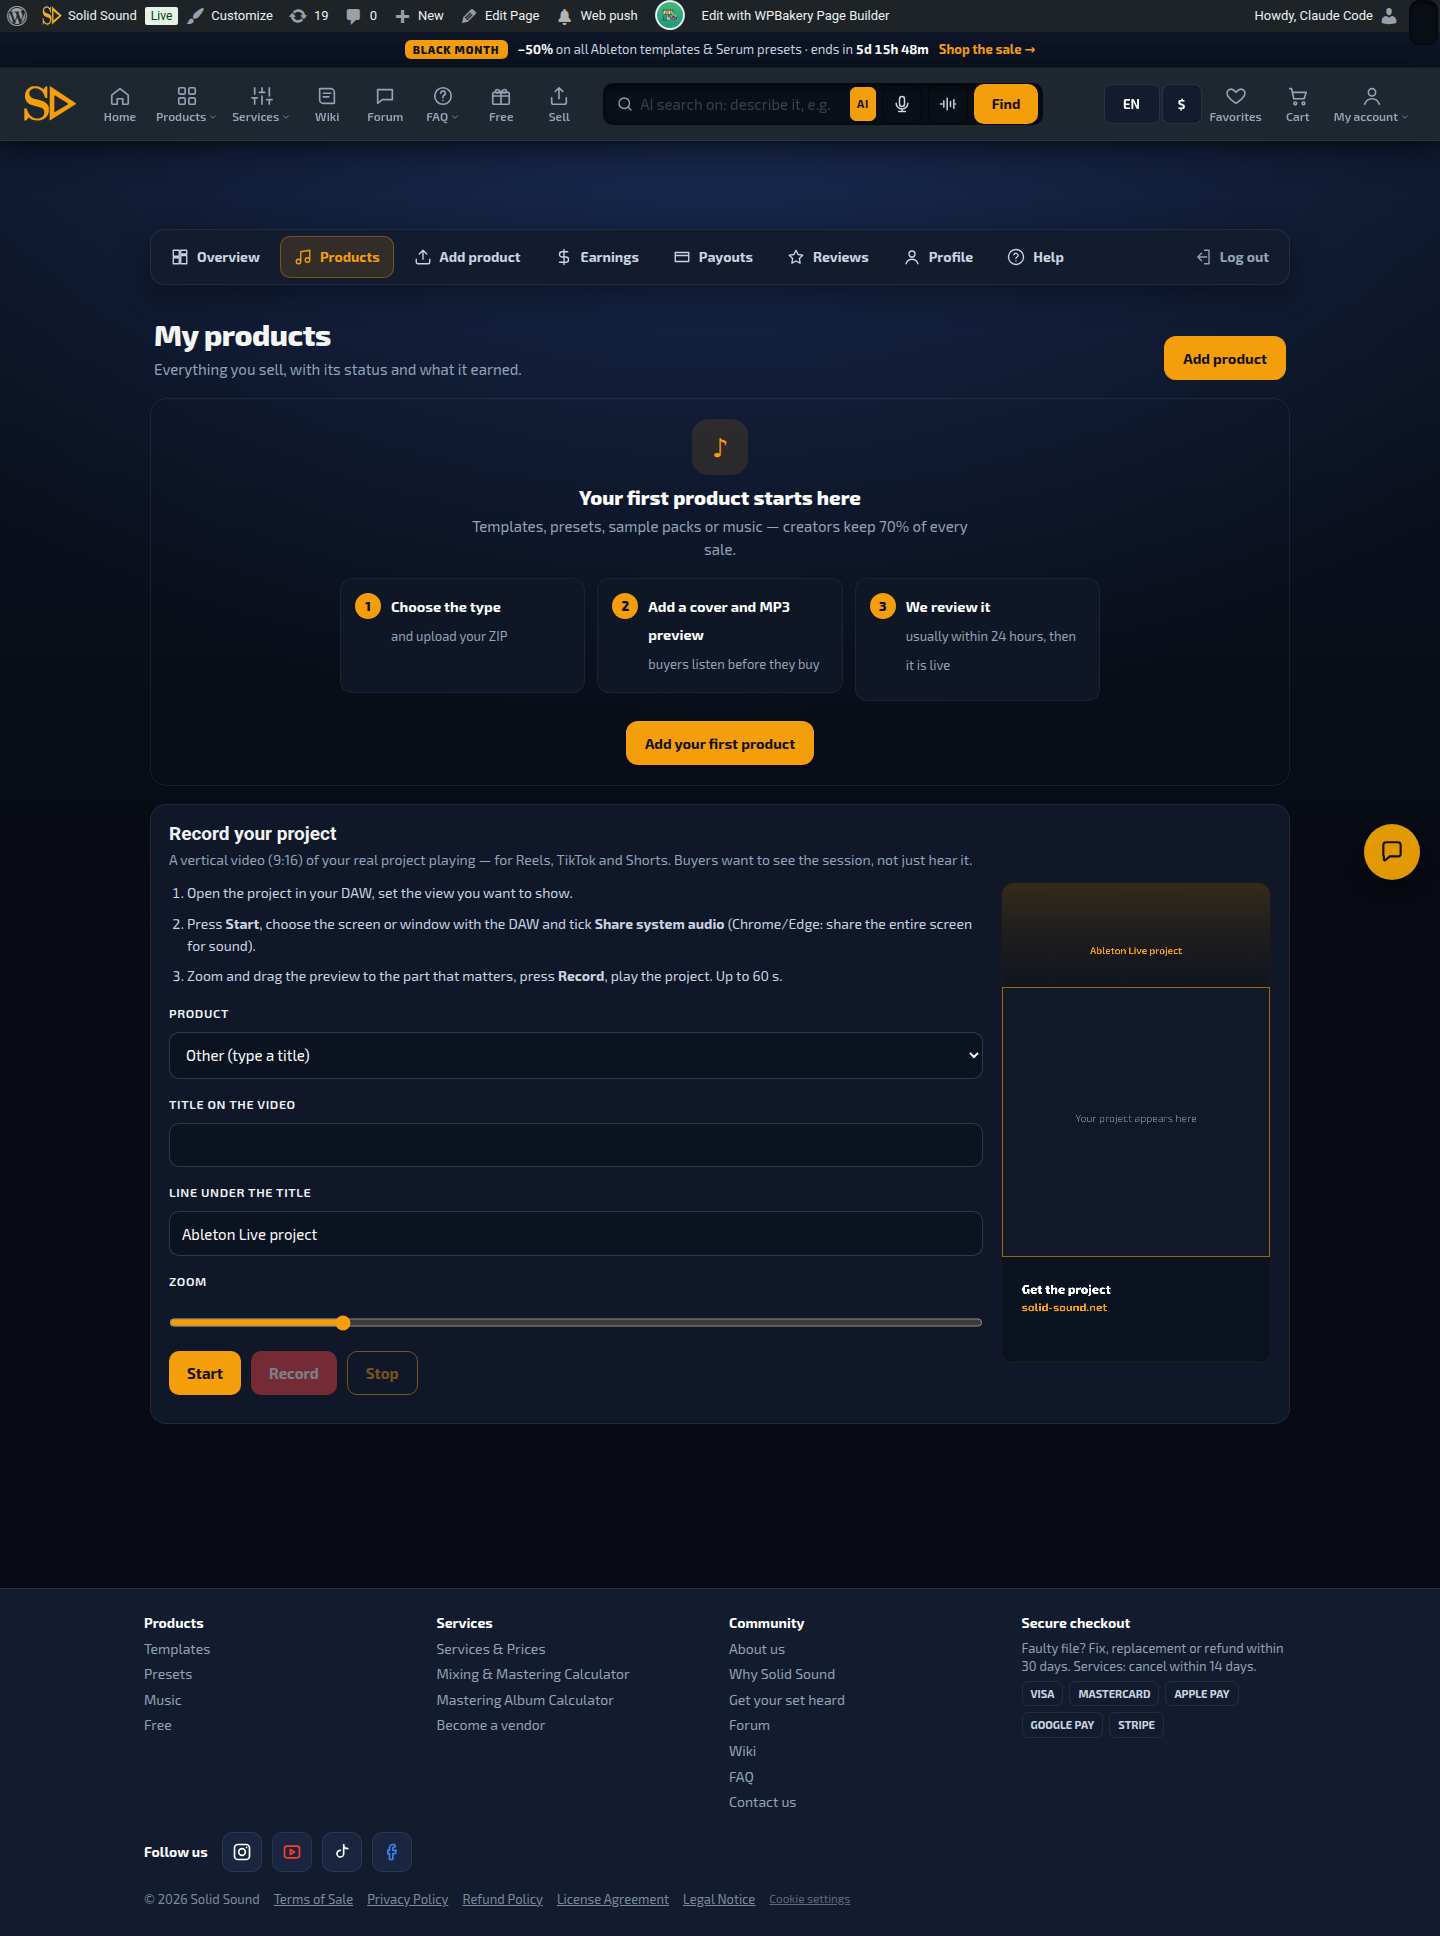 Solid Sound Live Customize 19 0 New Edit Page Web push Edit with WPBakery Page Builder Howdy, Claude Code
BLACK MONTH −50% on all Ableton templates & Serum presets · ends in 5d 15h 48m Shop the sale →
SD Home Products Services Wiki Forum FAQ Free Sell AI search on: describe it, e.g. AI Find EN $ Favorites Cart My account
Overview Products Add product Earnings Payouts Reviews Profile Help Log out
My products
Everything you sell, with its status and what it earned.
Add product
Your first product starts here
Templates, presets, sample packs or music — creators keep 70% of every
sale.
1 Choose the type
and upload your ZIP
2 Add a cover and MP3
preview
buyers listen before they buy
3 We review it
usually within 24 hours, then
it is live
Add your first product
Record your project
A vertical video (9:16) of your real project playing — for Reels, TikTok and Shorts. Buyers want to see the session, not just hear it.
1. Open the project in your DAW, set the view you want to show.
2. Press Start, choose the screen or window with the DAW and tick Share system audio (Chrome/Edge: share the entire screen
for sound).
3. Zoom and drag the preview to the part that matters, press Record, play the project. Up to 60 s.
PRODUCT
Other (type a title)
TITLE ON THE VIDEO
LINE UNDER THE TITLE
Ableton Live project
ZOOM
Start Record Stop
Ableton Live project
Your project appears here
Get the project
solid-sound.net
Products
Templates
Presets
Music
Free
Services
Services & Prices
Mixing & Mastering Calculator
Mastering Album Calculator
Become a vendor
Community
About us
Why Solid Sound
Get your set heard
Forum
Wiki
FAQ
Contact us
Secure checkout
Faulty file? Fix, replacement or refund within
30 days. Services: cancel within 14 days.
VISA MASTERCARD APPLE PAY
GOOGLE PAY STRIPE
Follow us
© 2026 Solid Sound Terms of Sale Privacy Policy Refund Policy License Agreement Legal Notice Cookie settings